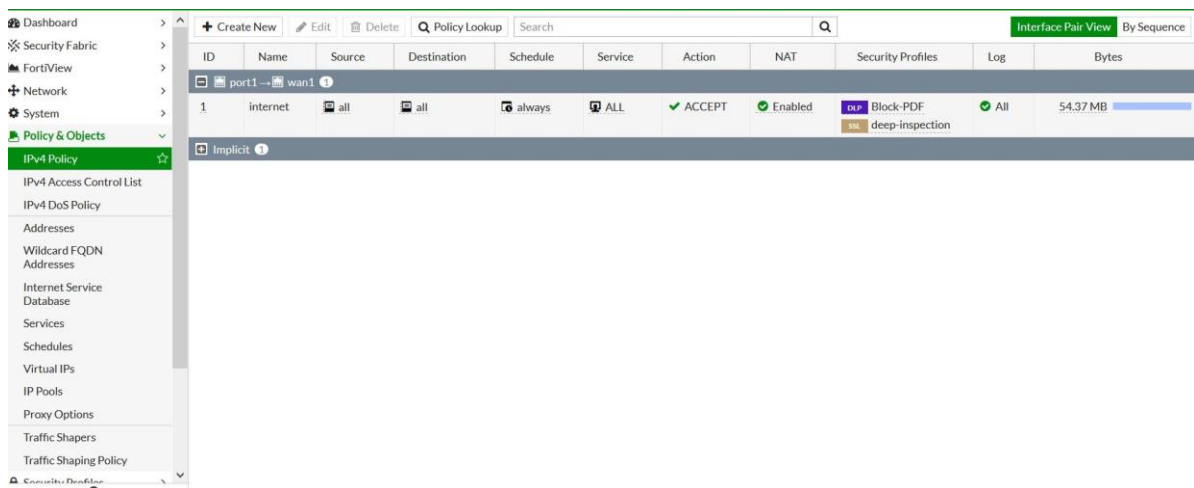 Dashboard
Security Fabric
FortiView
Network
System
Policy & Objects
IPv4 Policy
IPv4 Access Control List
IPv4 DoS Policy
Addresses
Wildcard FQDN
Addresses
Internet Service
Database
Services
Schedules
Virtual IPs
IP Pools
Proxy Options
Traffic Shapers
Traffic Shaping Policy
Security Profiles
Create New Edit Delete Policy Lookup Search Interface Pair View By Sequence
ID Name Source Destination Schedule Service Action NAT Security Profiles Log Bytes
port1 → wan1 1
1 internet all all always ALL ACCEPT Enabled DLP Block-PDF All 54.37 MB
SSL deep-inspection
Implicit 1